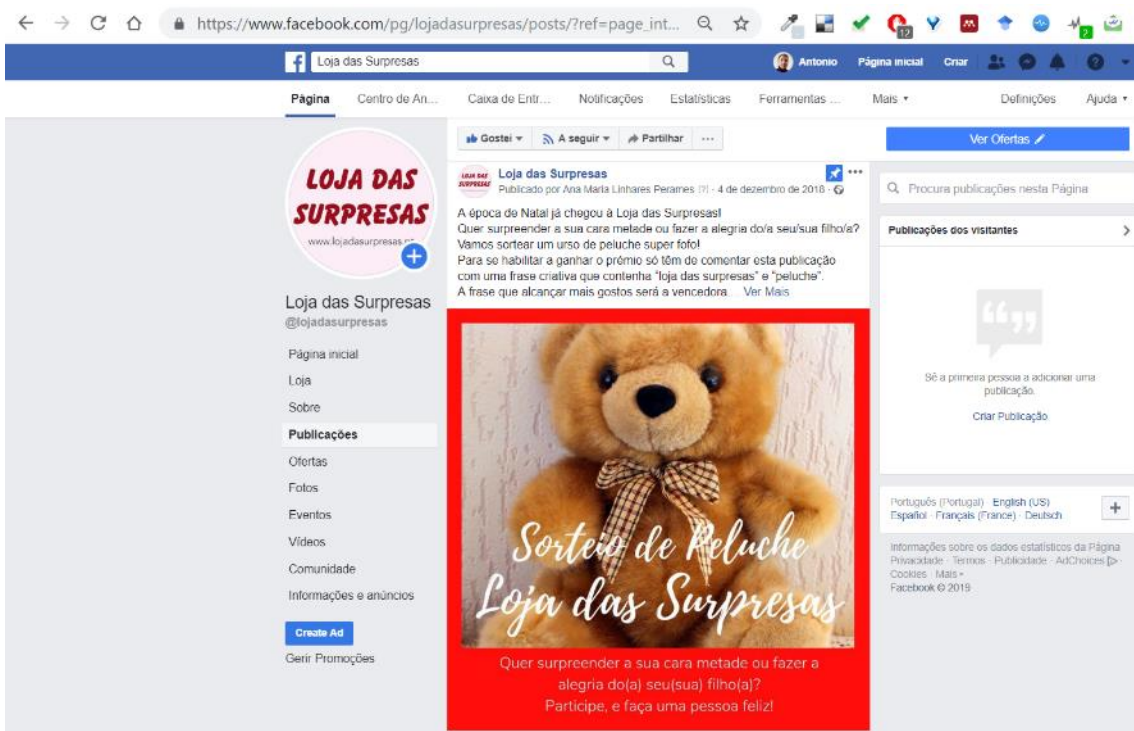 https://www.facebook.com/pg/lojadasurpresas/posts/?ref=page_int...
12
2
Loja das Surpresas
Antonio
Página inicial
Criar
Página
Centro de An...
Caixa de Entr...
Notificações
Estatísticas
Ferramentas ...
Mais
Definições
Ajuda
LOJA DAS
SURPRESAS
www.lojadasurpresas
Loja das Surpresas
@lojadasurpresas
Página inicial
Loja
Sobre
Publicações
Ofertas
Fotos
Eventos
Vídeos
Comunidade
Informações e anúncios
Create Ad
Gerir Promoções
Gostei
A seguir
Partilhar
...
LOJA DAS
SURPRESAS
Loja das Surpresas
Publicado por Ana Maria Linhares Perames [?] · 4 de dezembro de 2018 ·
A época de Natal já chegou à Loja das Surpresas!
Quer surpreender a sua cara metade ou fazer a alegria do/a seu/sua filho/a?
Vamos sortear um urso de peluche super fofo!
Para se habilitar a ganhar o prémio só têm de comentar esta publicação
com uma frase criativa que contenha "loja das surpresas" e "peluche".
A frase que alcançar mais gostos será a vencedora... Ver Mais
Sorteio de Peluche
Loja das Surpresas
Quer surpreender a sua cara metade ou fazer a
alegria do(a) seu(sua) filho(a)?
Participe, e faça uma pessoa feliz!
Ver Ofertas
Procura publicações nesta Página
Publicações dos visitantes
Sê a primeira pessoa a adicionar uma
publicação.
Criar Publicação
Português (Portugal) · English (US)
Español · Français (France) · Deutsch
Informações sobre os dados estatísticos da Página
Privacidade · Termos · Publicidade · AdChoices ·
Cookies · Mais
Facebook © 2019